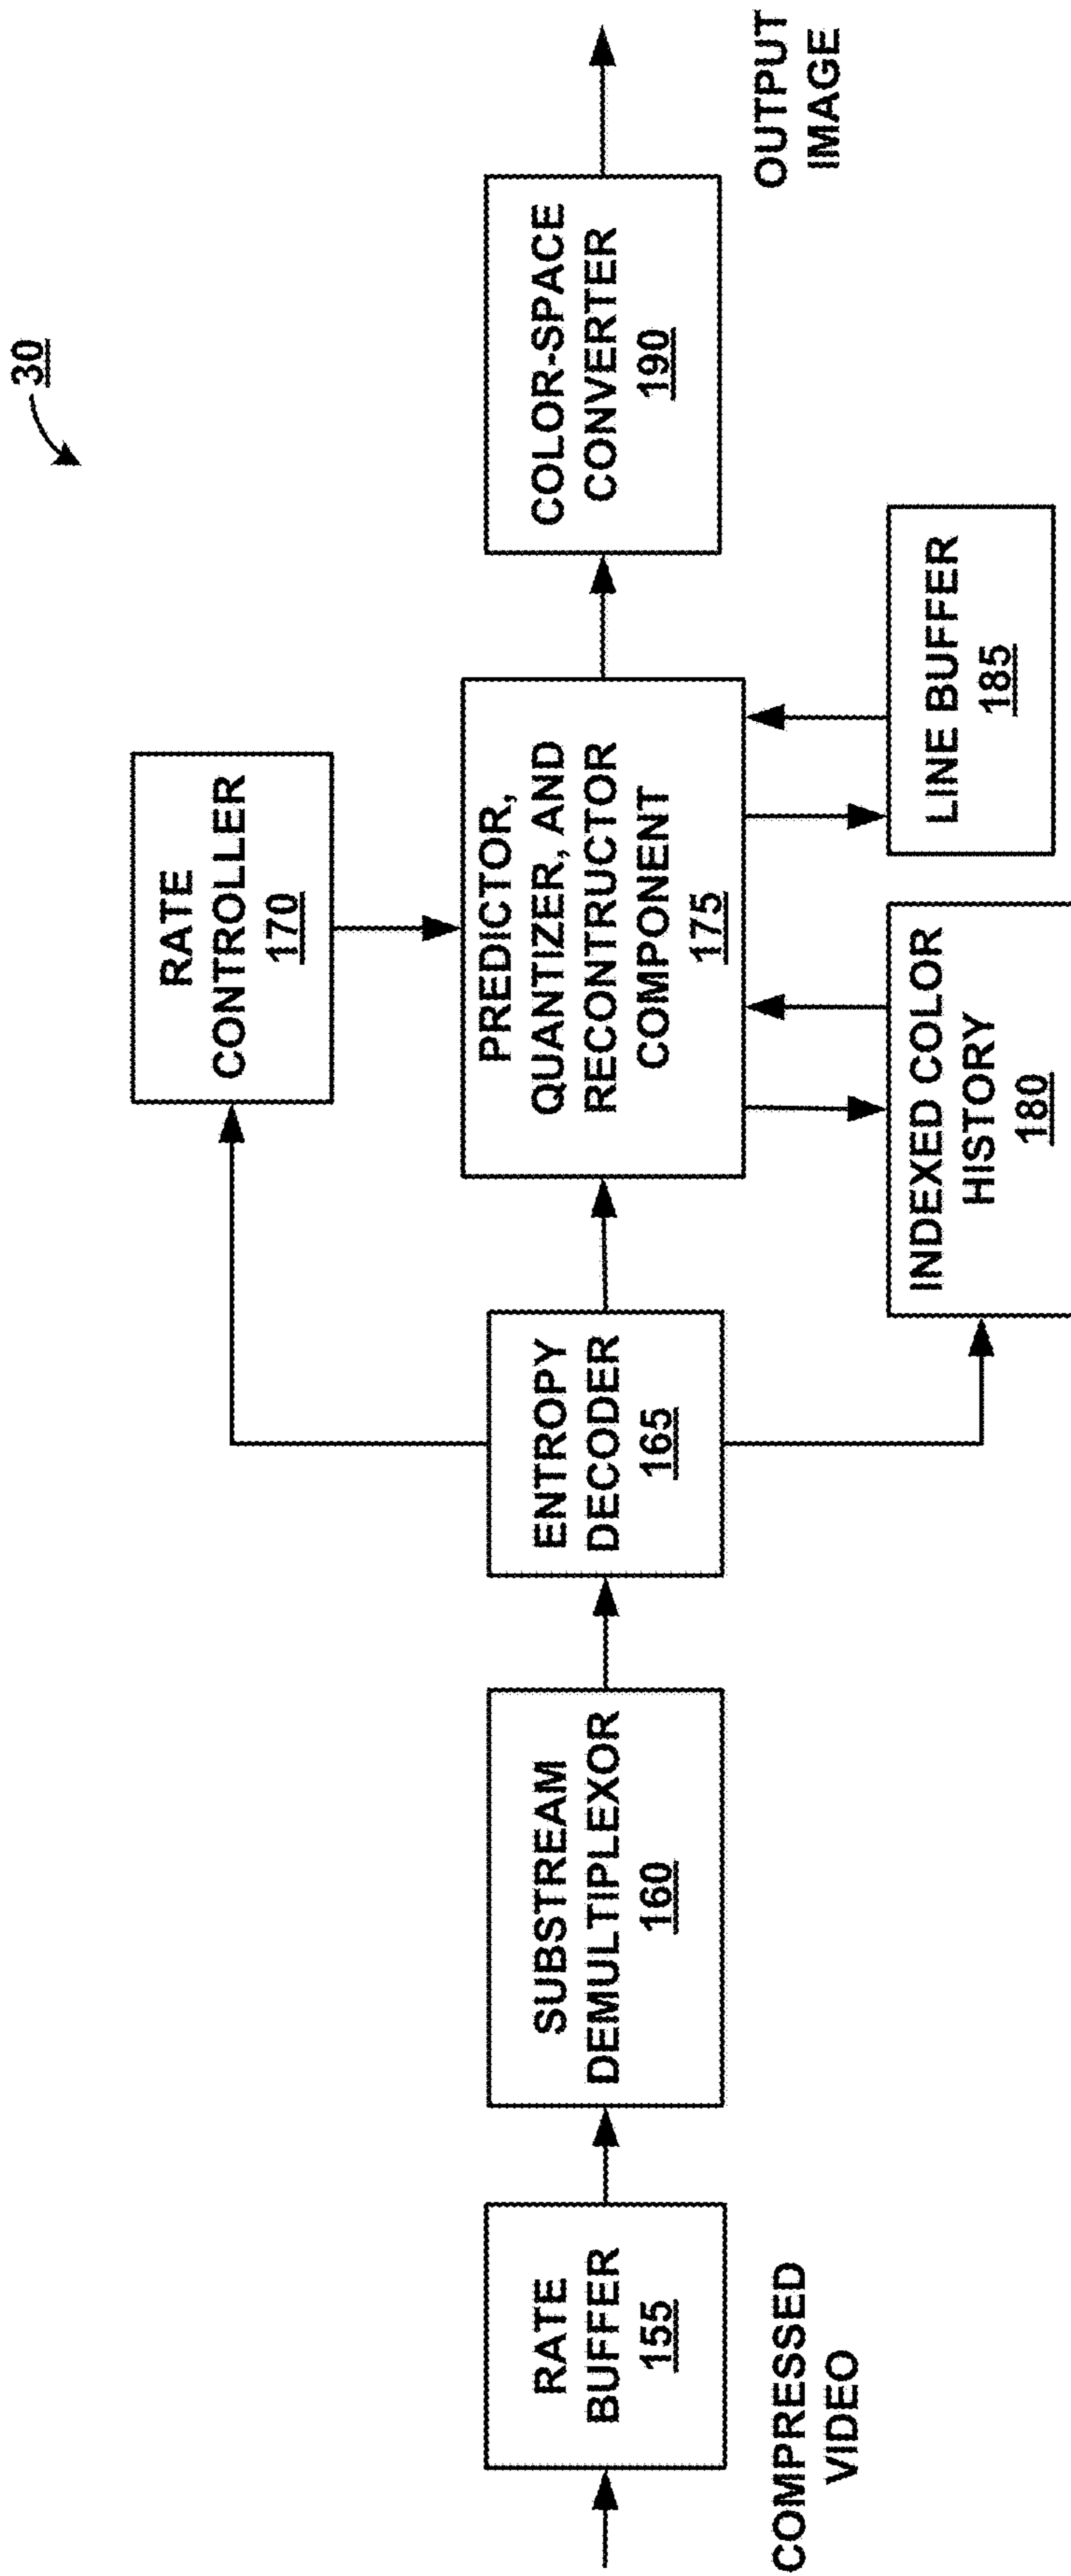 30
RATE
CONTROLLER
170
COMPRESSED
VIDEO
RATE
BUFFER
155
SUBSTREAM
DEMULTIPLEXOR
160
ENTROPY
DECODER
165
PREDICTOR,
QUANTIZER, AND
RECONTRUCTOR
COMPONENT
175
COLOR-SPACE
CONVERTER
190
OUTPUT
IMAGE
INDEXED COLOR
HISTORY
180
LINE BUFFER
185